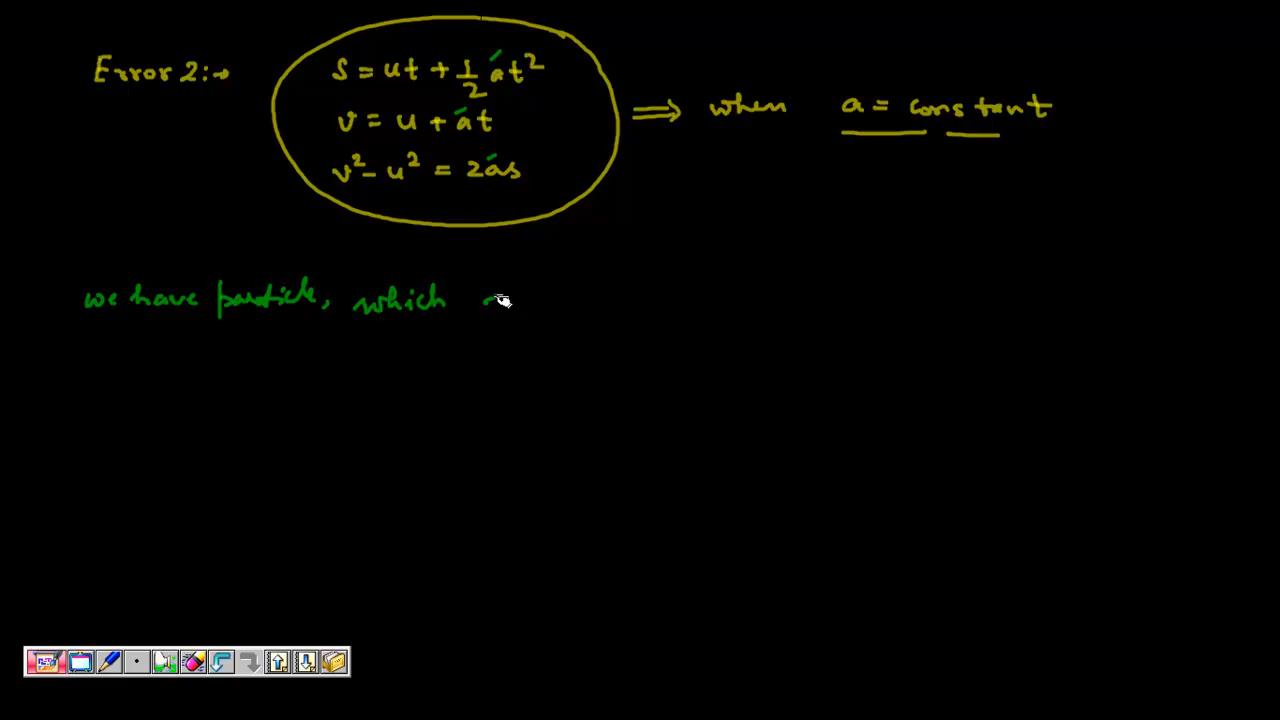 Error 2:→
s = ut + 1/2 at²
v = u + at
v² - u² = 2as
⟹ when a = constant
we have particle, which